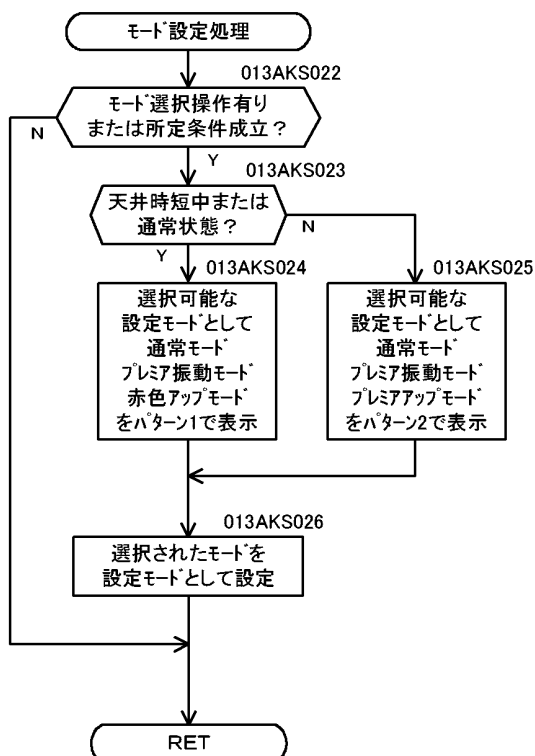 モード設定処理
013AKS022
モード選択操作有り
または所定条件成立？
N
Y
013AKS023
天井時短中または
通常状態？
N
Y
013AKS024
選択可能な
設定モードとして
通常モード
プレミア振動モード
赤色アップモード
をパターン1で表示
013AKS025
選択可能な
設定モードとして
通常モード
プレミア振動モード
プレミアアップモード
をパターン2で表示
013AKS026
選択されたモードを
設定モードとして設定
RET